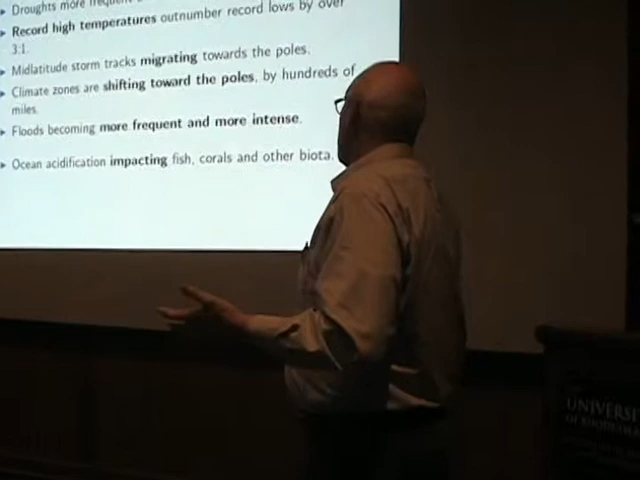 Droughts more frequent
Record high temperatures outnumber record lows by over
3:1.
Midlatitude storm tracks migrating towards the poles.
Climate zones are shifting toward the poles, by hundreds of
miles.
Floods becoming more frequent and more intense.
Ocean acidification impacting fish, corals and other biota.
UNIVERSI